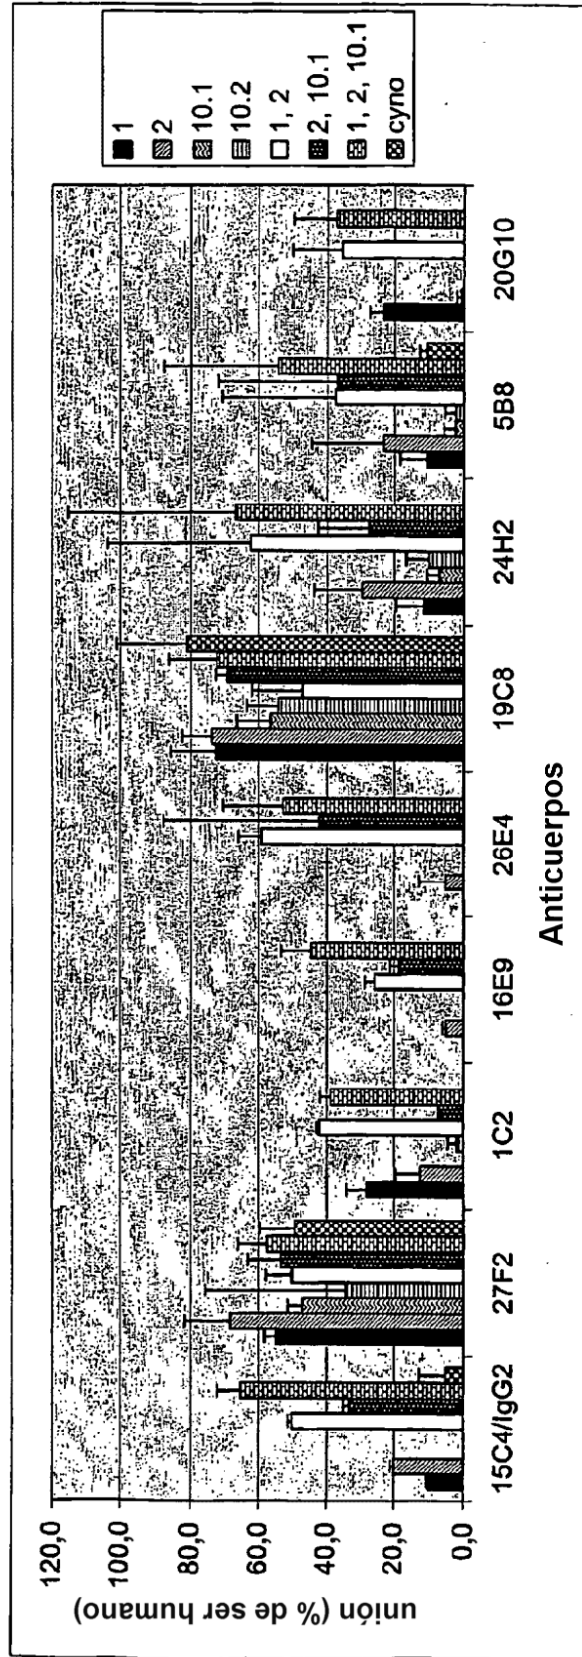 unión (% de ser humano)
120,0
100,0
80,0
60,0
40,0
20,0
0,0
15C4/IgG2
27F2
1C2
16E9
26E4
19C8
24H2
5B8
20G10
Anticuerpos
1
2
10.1
10.2
1, 2
2, 10.1
1, 2, 10.1
cyno